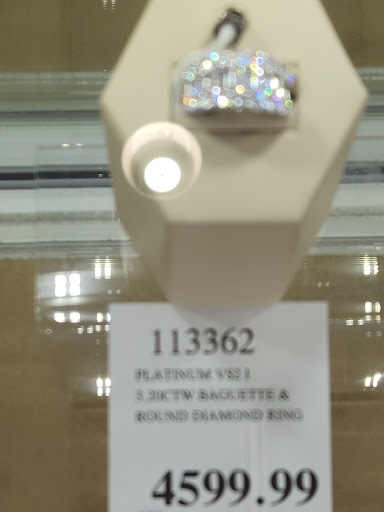 113362
PLATINUM VS2 I
3.20CTW BAGUETTE &
ROUND DIAMOND RING
4599.99